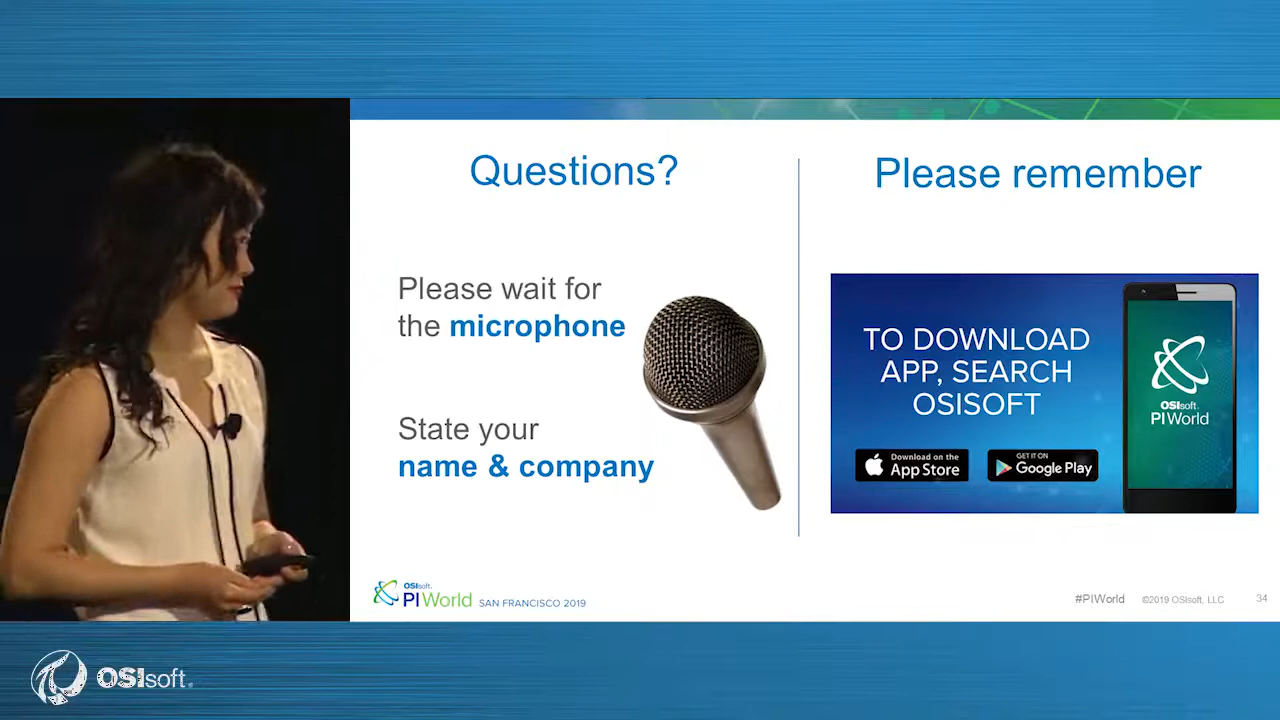 Questions?
Please wait for
the microphone
State your
name & company
Please remember
TO DOWNLOAD
APP, SEARCH
OSISOFT
Download on the
App Store
GET IT ON
Google Play
OSIsoft.
PI World
OSIsoft.
PI World SAN FRANCISCO 2019
#PIWorld ©2019 OSIsoft, LLC 34
OSIsoft.